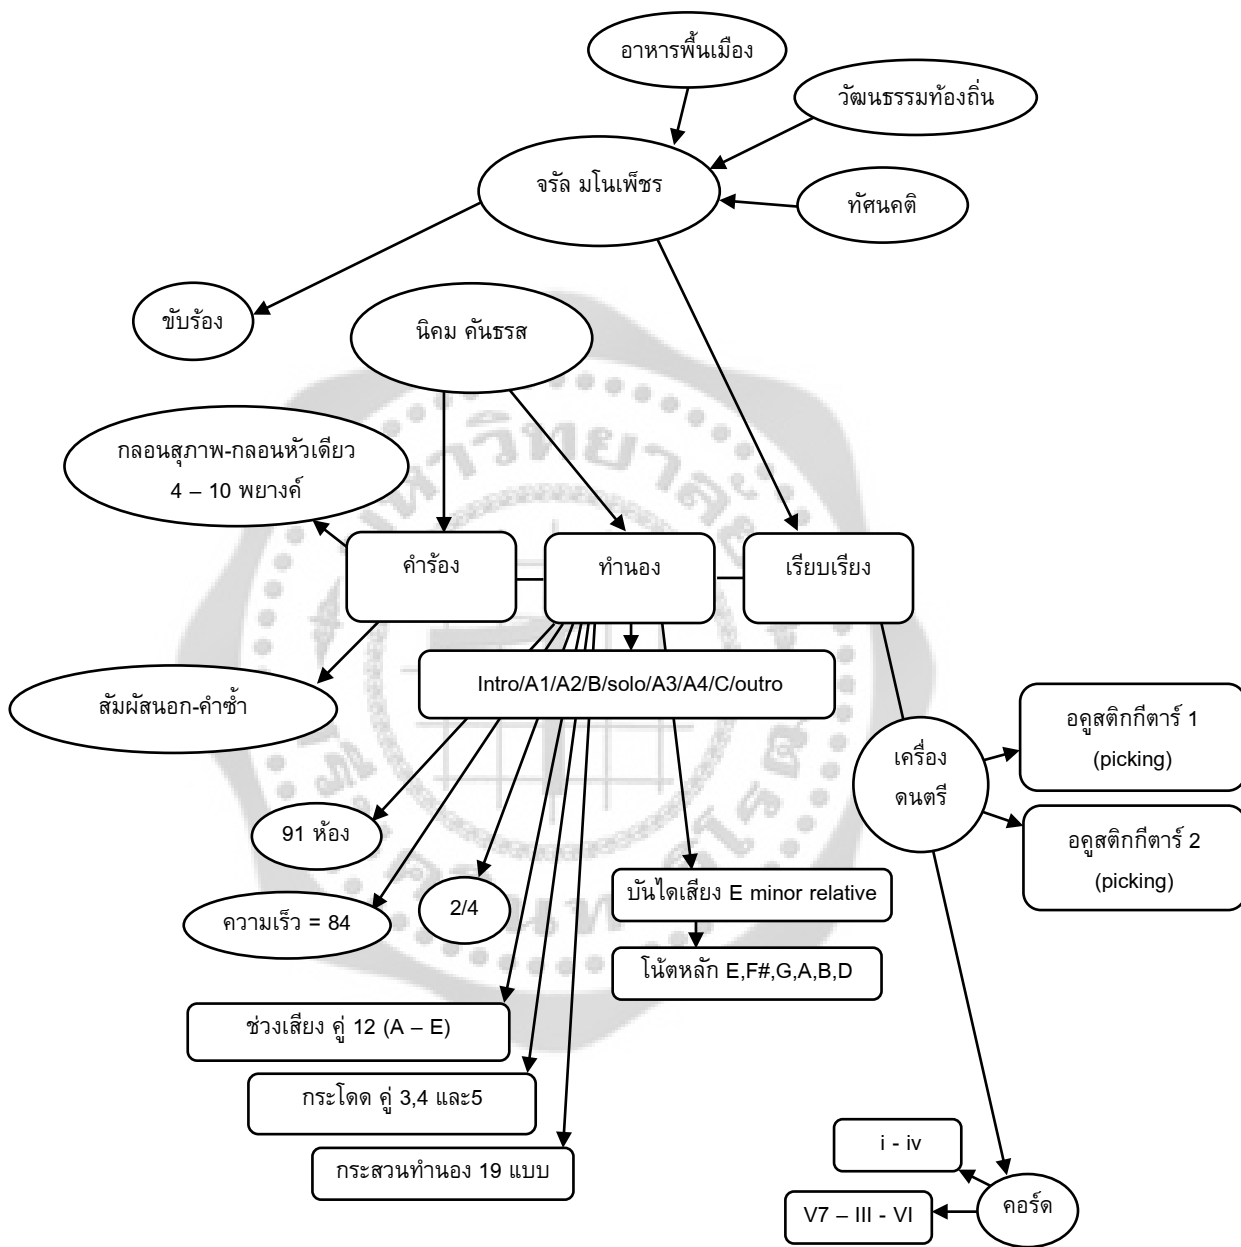 อาหารพื้นเมือง
วัฒนธรรมท้องถิ่น
จรัล มโนเพ็ชร
ทัศนคติ
ขับร้อง
นิคม คันธรส
กลอนสุภาพ-กลอนหัวเดียว
4 – 10 พยางค์
คำร้อง
ทำนอง
เรียบเรียง
สัมผัสนอก-คำซ้ำ
Intro/A1/A2/B/solo/A3/A4/C/outro
อคูสติกกีตาร์ 1
(picking)
เครื่อง
ดนตรี
91 ห้อง
อคูสติกกีตาร์ 2
(picking)
ความเร็ว = 84
2/4
บันไดเสียง E minor relative
โน้ตหลัก E,F#,G,A,B,D
ช่วงเสียง คู่ 12 (A – E)
กระโดด คู่ 3,4 และ5
กระสวนทำนอง 19 แบบ
i - iv
คอร์ด
V7 – III - VI